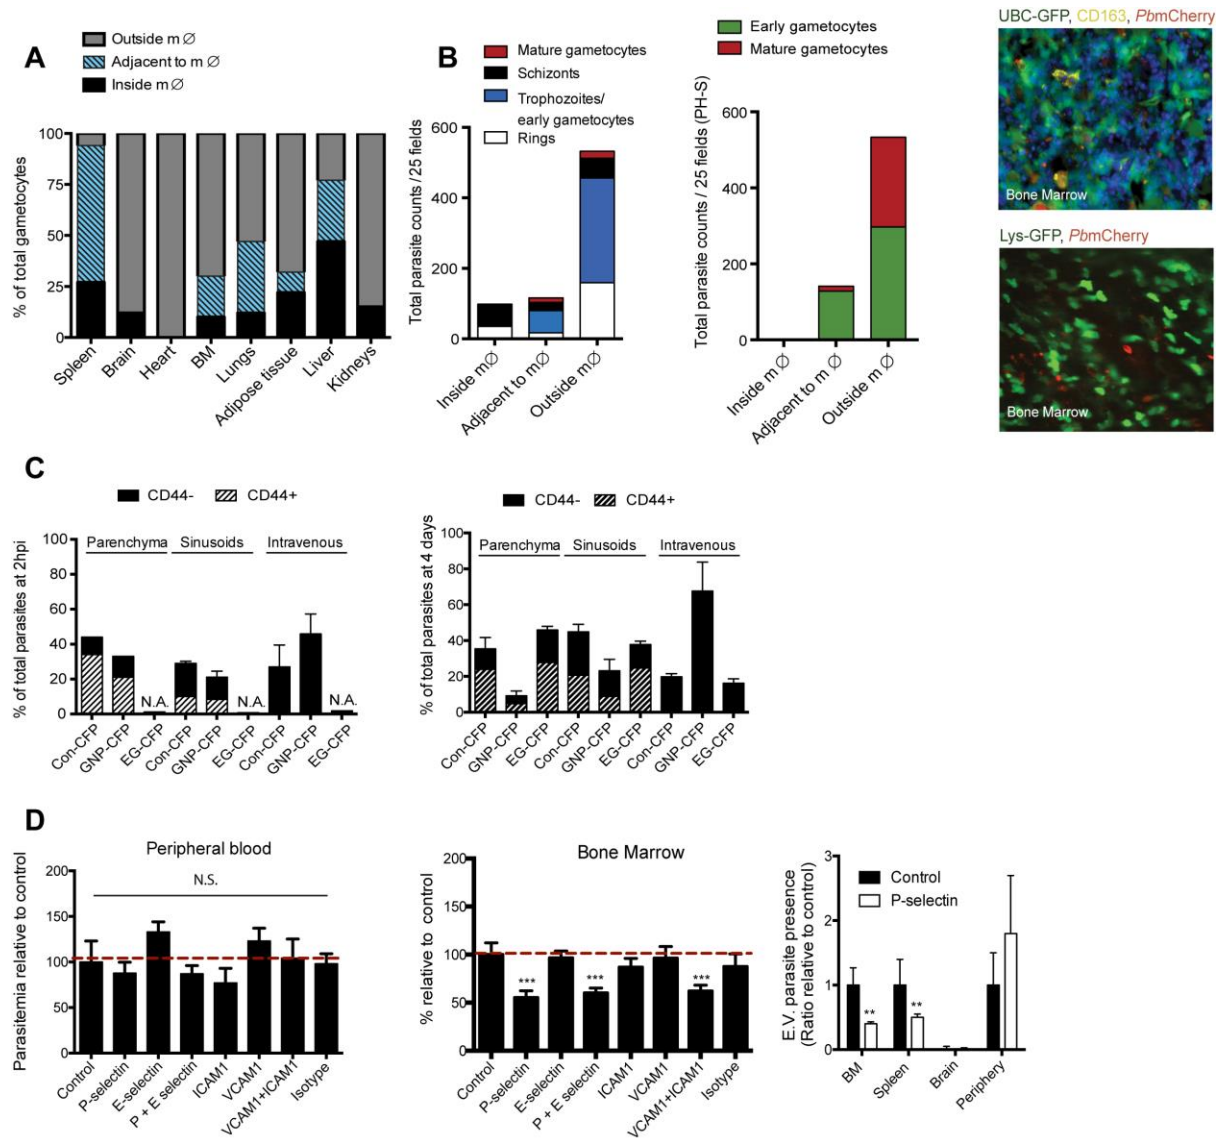 A
Outside m Ø
Adjacent to m Ø
Inside m Ø
% of total gametocytes
100
75
50
25
0
Spleen
Brain
Heart
BM
Lungs
Adipose tissue
Liver
Kidneys
B
Mature gametocytes
Schizonts
Trophozoites/
early gametocytes
Rings
Total parasite counts / 25 fields
600
400
200
0
Inside mØ
Adjacent to mØ
Outside mØ
Early gametocytes
Mature gametocytes
Total parasite counts / 25 fields (PH-S)
600
400
200
0
Inside m Ø
Adjacent to m Ø
Outside m Ø
UBC-GFP, CD163, PbmCherry
Bone Marrow
Lys-GFP, PbmCherry
Bone Marrow
C
CD44- CD44+
% of total parasites at 2hpi
100
80
60
40
20
0
Parenchyma Sinusoids Intravenous
N.A. N.A. N.A.
Con-CFP
GNP-CFP
EG-CFP
Con-CFP
GNP-CFP
EG-CFP
Con-CFP
GNP-CFP
EG-CFP
CD44- CD44+
% of total parasites at 4 days
100
80
60
40
20
0
Parenchyma Sinusoids Intravenous
Con-CFP
GNP-CFP
EG-CFP
Con-CFP
GNP-CFP
EG-CFP
Con-CFP
GNP-CFP
EG-CFP
D
Peripheral blood
Parasitemia relative to control
200
150
100
50
0
N.S.
Control
P-selectin
E-selectin
P + E selectin
ICAM1
VCAM1
VCAM1+ICAM1
Isotype
Bone Marrow
% relative to control
200
150
100
50
0
*** *** ***
Control
P-selectin
E-selectin
P + E selectin
ICAM1
VCAM1
VCAM1+ICAM1
Isotype
E.V. parasite presence
(Ratio relative to control)
3
2
1
0
Control
P-selectin
** **
BM
Spleen
Brain
Periphery